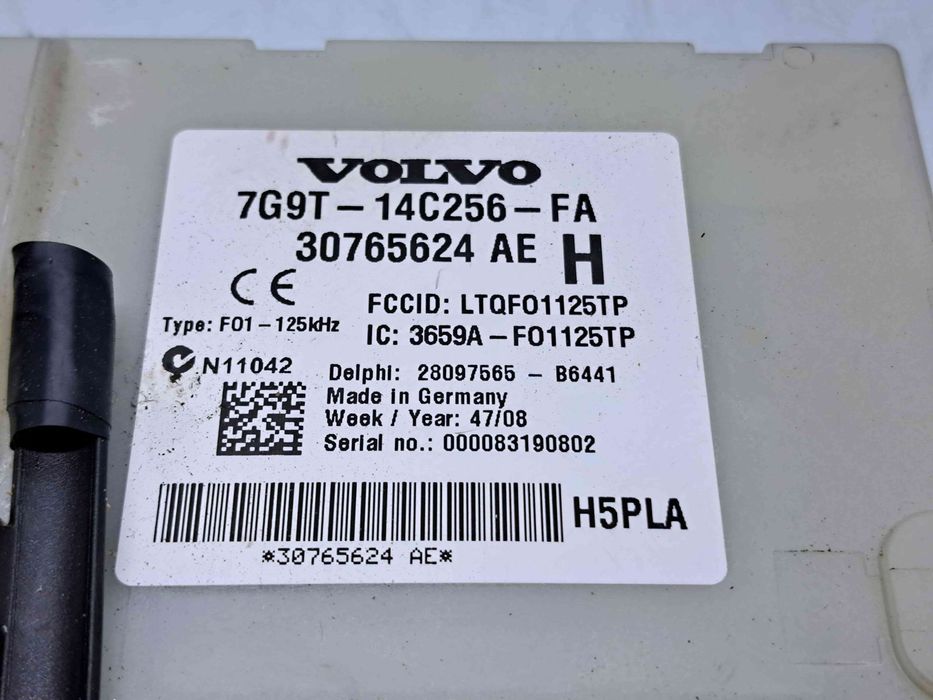 VOLVO
7G9T-14C256-FA
30765624 AE H
CE
FCCID: LTQFO1125TP
Type: FO1-125kHz
IC: 3659A-FO1125TP
N11042
Delphi: 28097565 - B6441
Made in Germany
Week / Year: 47/08
Serial no.: 000083190802
H5PLA
*30765624 AE*